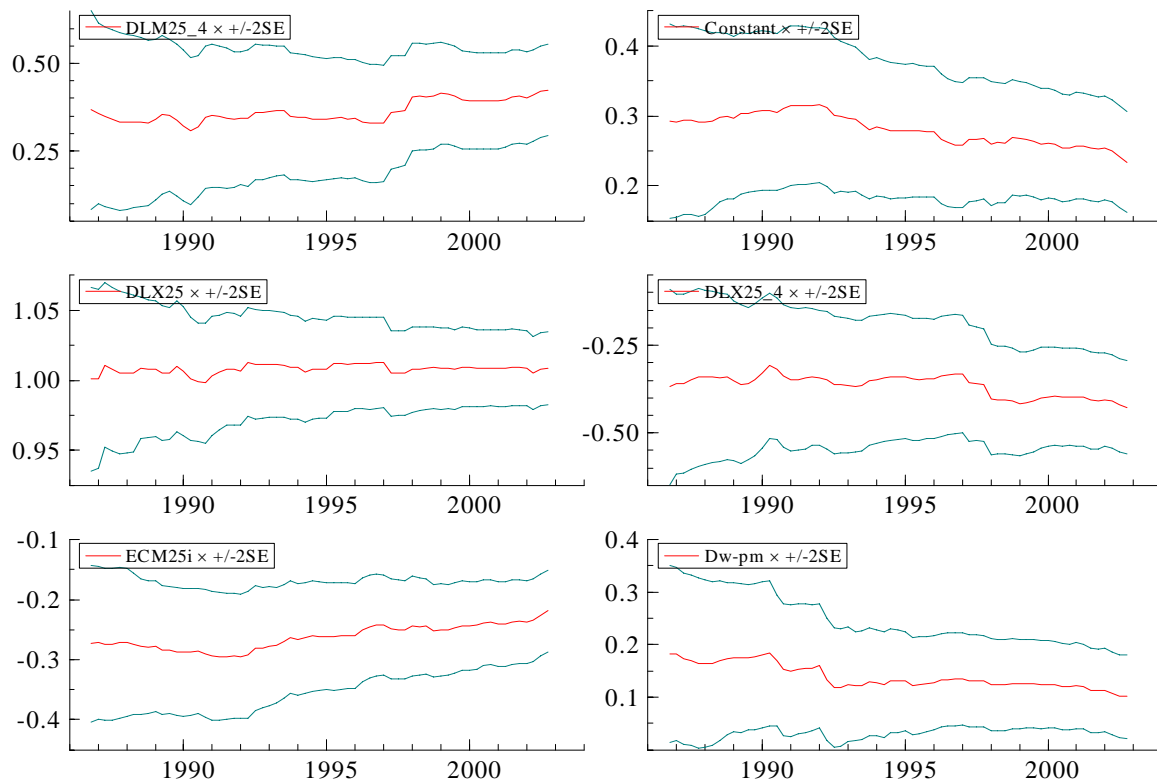 DLM25_4 × +/-2SE
0.50
0.25
1990 1995 2000
Constant × +/-2SE
0.4
0.3
0.2
1990 1995 2000
DLX25 × +/-2SE
1.05
1.00
0.95
1990 1995 2000
DLX25_4 × +/-2SE
-0.25
-0.50
1990 1995 2000
ECM25i × +/-2SE
-0.1
-0.2
-0.3
-0.4
1990 1995 2000
Dw-pm × +/-2SE
0.4
0.3
0.2
0.1
1990 1995 2000